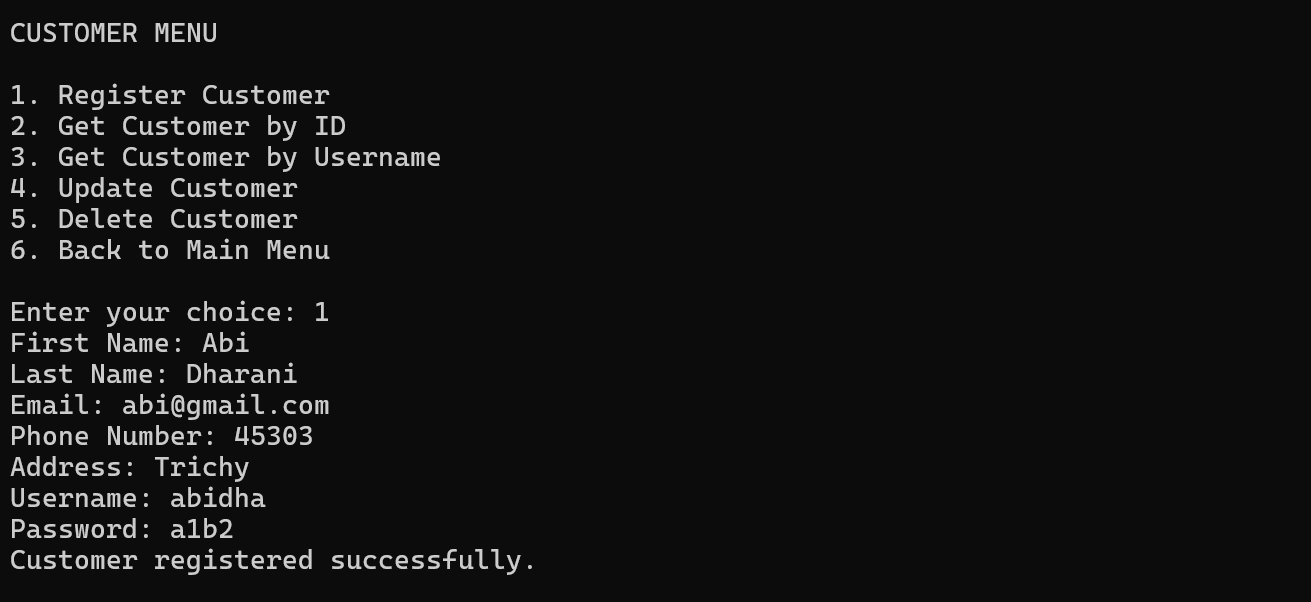 CUSTOMER MENU
1. Register Customer
2. Get Customer by ID
3. Get Customer by Username
4. Update Customer
5. Delete Customer
6. Back to Main Menu
Enter your choice: 1
First Name: Abi
Last Name: Dharani
Email: abi@gmail.com
Phone Number: 45303
Address: Trichy
Username: abidha
Password: a1b2
Customer registered successfully.